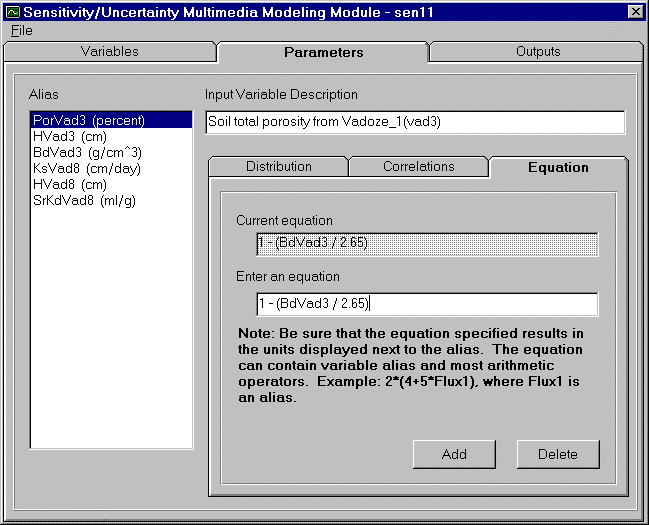 Sensitivity/Uncertainty Multimedia Modeling Module - sen11
File
Variables
Parameters
Outputs
Alias
PorVad3 (percent)
HVad3 (cm)
BdVad3 (g/cm^3)
KsVad8 (cm/day)
HVad8 (cm)
SrKdVad8 (ml/g)
Input Variable Description
Soil total porosity from Vadoze_1(vad3)
Distribution
Correlations
Equation
Current equation
1 - (BdVad3 / 2.65)
Enter an equation
1 - (BdVad3 / 2.65)
Note: Be sure that the equation specified results in
the units displayed next to the alias. The equation
can contain variable alias and most arithmetic
operators. Example: 2*(4+5*Flux1), where Flux1 is
an alias.
Add
Delete